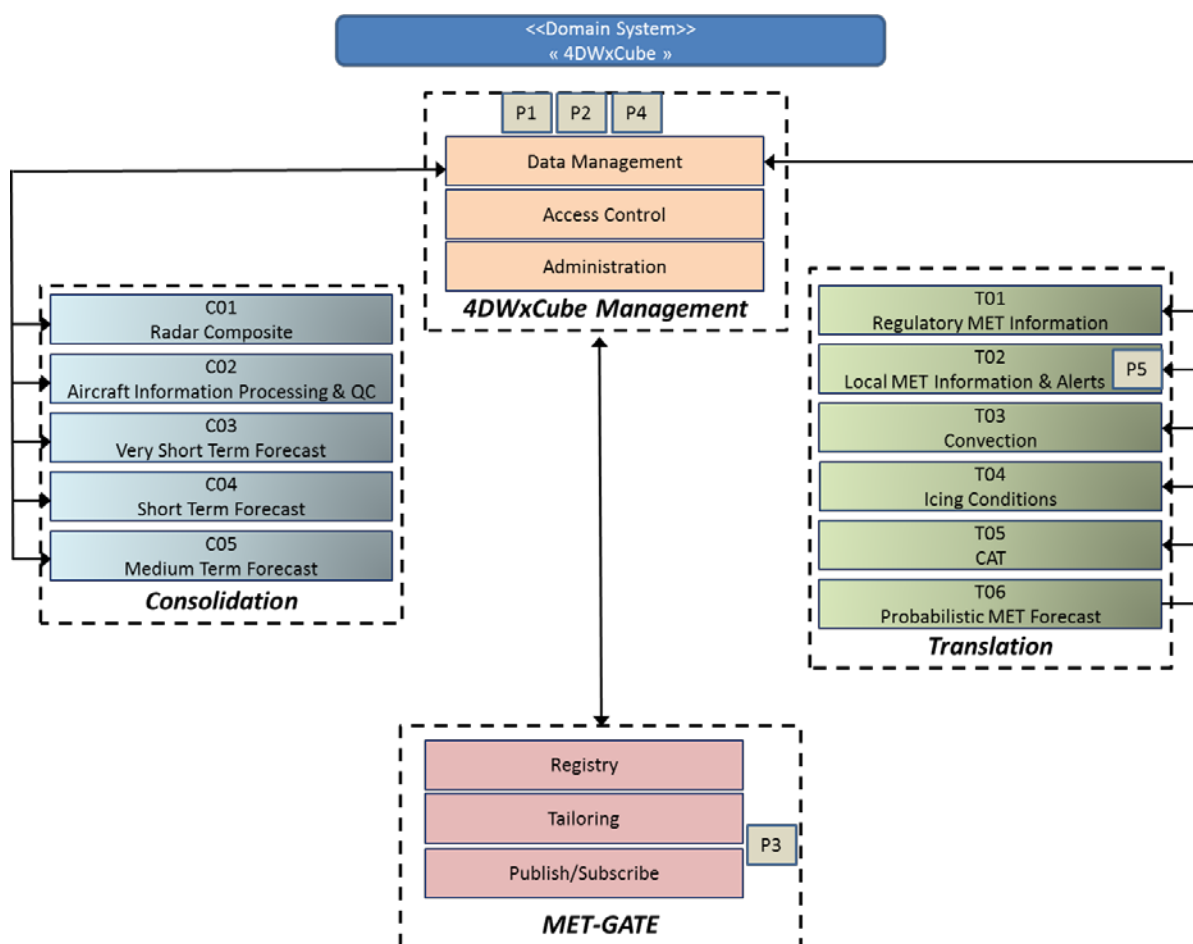 <<Domain System>>
« 4DWxCube »
P1
P2
P4
Data Management
Access Control
Administration
4DWxCube Management
C01
Radar Composite
C02
Aircraft Information Processing & QC
C03
Very Short Term Forecast
C04
Short Term Forecast
C05
Medium Term Forecast
Consolidation
T01
Regulatory MET Information
T02
Local MET Information & Alerts
P5
T03
Convection
T04
Icing Conditions
T05
CAT
T06
Probabilistic MET Forecast
Translation
Registry
Tailoring
P3
Publish/Subscribe
MET-GATE